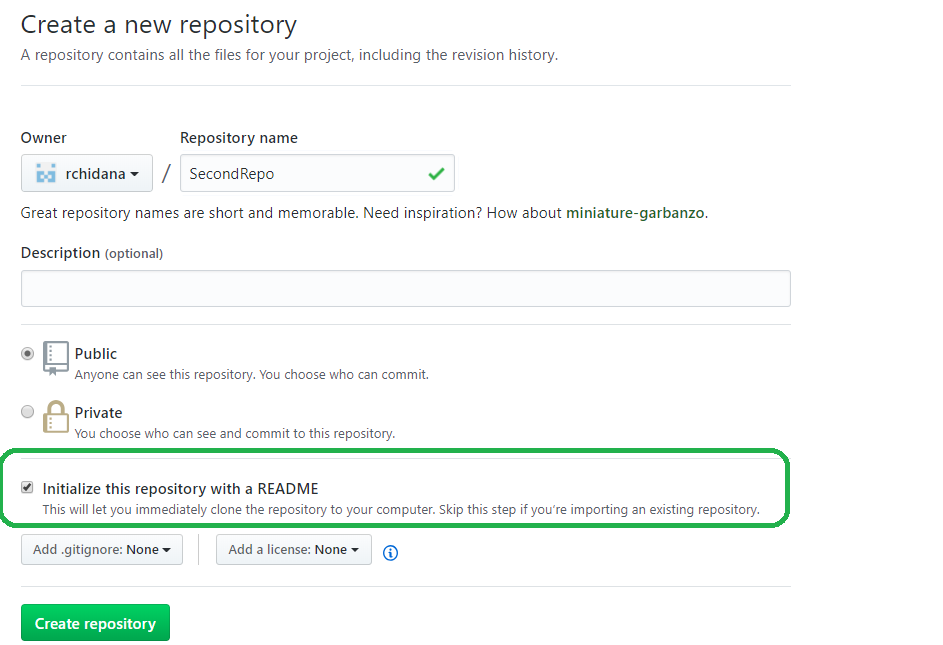 Create a new repository
A repository contains all the files for your project, including the revision history.
Owner Repository name
rchidana / SecondRepo
Great repository names are short and memorable. Need inspiration? How about miniature-garbanzo.
Description (optional)
Public
Anyone can see this repository. You choose who can commit.
Private
You choose who can see and commit to this repository.
Initialize this repository with a README
This will let you immediately clone the repository to your computer. Skip this step if you’re importing an existing repository.
Add .gitignore: None Add a license: None
Create repository